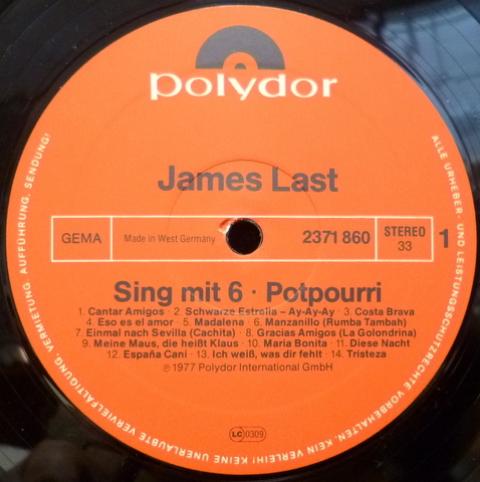 polydor
James Last
GEMA
Made in West Germany
2371 860
STEREO
33
1
Sing mit 6 · Potpourri
1. Cantar Amigos · 2. Schwarze Estrella – Ay-Ay-Ay · 3. Costa Brava
4. Eso es el amor · 5. Madalena · 6. Manzanillo (Rumba Tambah)
7. Einmal nach Sevilla (Cachita) · 8. Gracias Amigos (La Golondrina)
9. Meine Maus, die heißt Klaus · 10. Maria Bonita · 11. Diese Nacht
12. España Cani · 13. Ich weiß, was dir fehlt · 14. Tristeza
℗ 1977 Polydor International GmbH
LC 0309
ALLE URHEBER- UND LEISTUNGSSCHUTZRECHTE VORBEHALTEN. KEIN VERLEIH! KEINE UNERLAUBTE VERVIELFÄLTIGUNG, VERMIETUNG, AUFFÜHRUNG, SENDUNG!